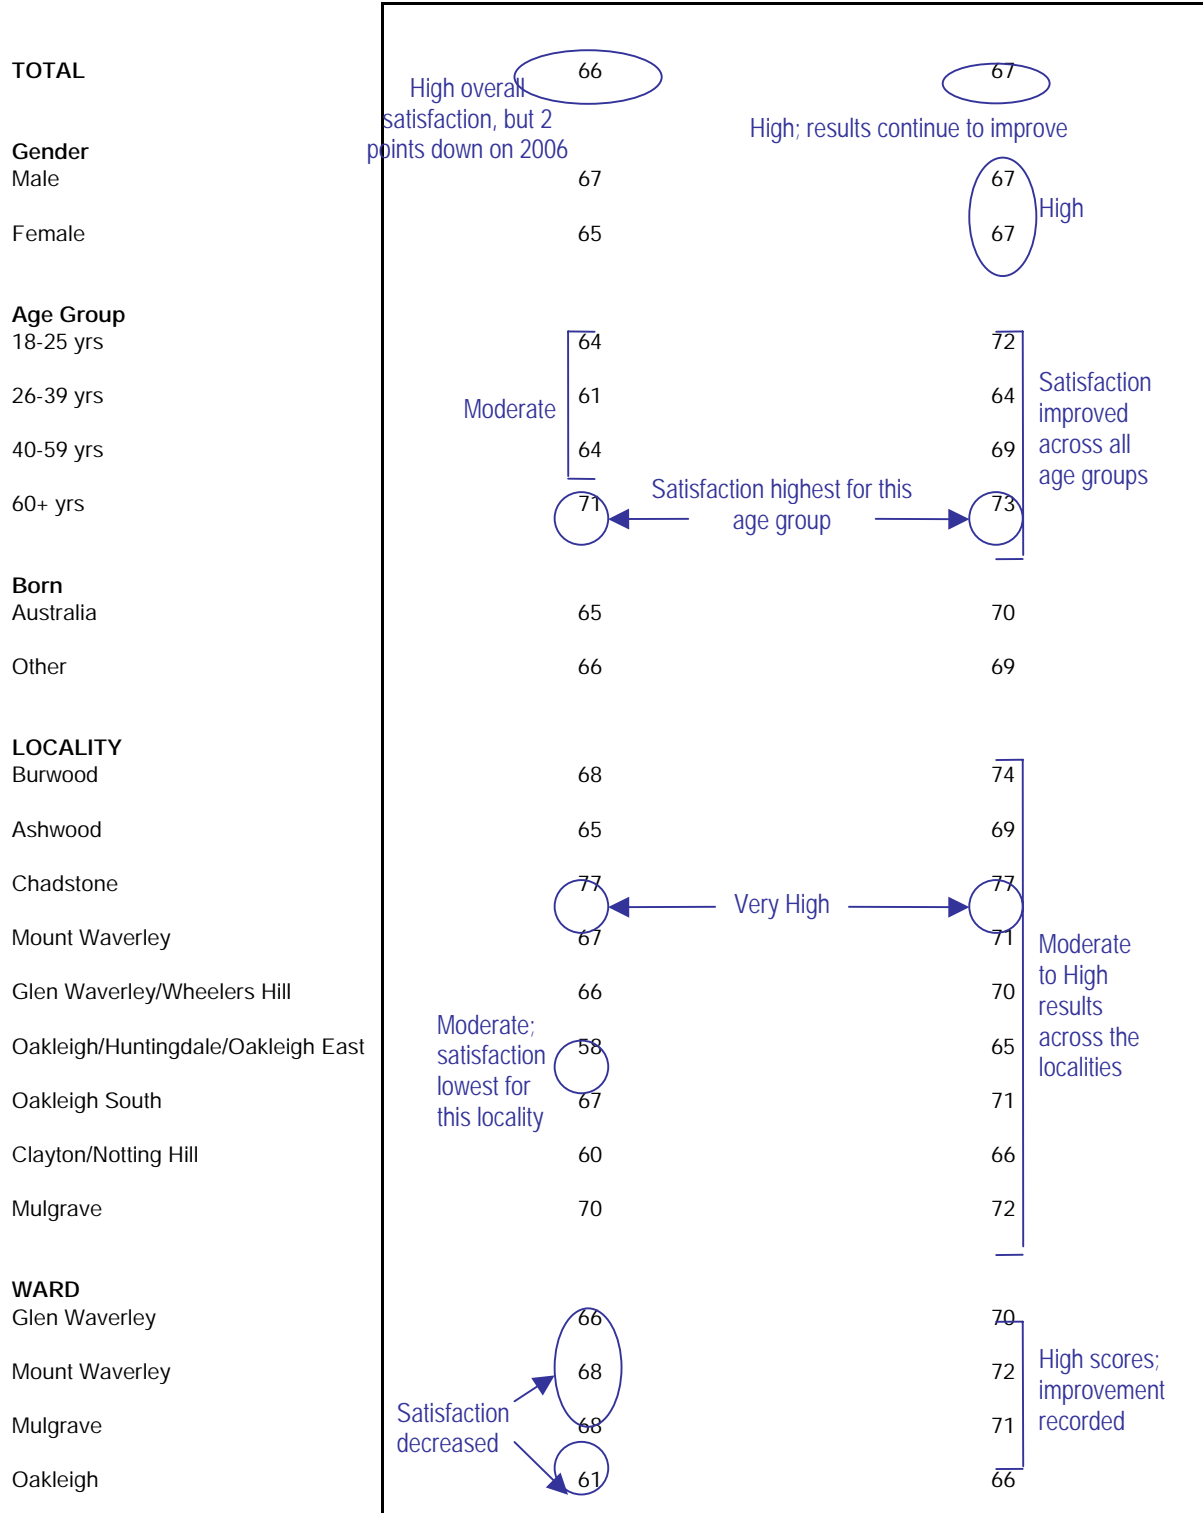 TOTAL 66 67
High overall
satisfaction, but 2
points down on 2006
High; results continue to improve
Gender
Male 67 67
High
Female 65 67
Age Group
18-25 yrs 64 72
26-39 yrs 61 64
Moderate
Satisfaction
improved
across all
age groups
40-59 yrs 64 69
Satisfaction highest for this
age group
60+ yrs 71 73
Born
Australia 65 70
Other 66 69
LOCALITY
Burwood 68 74
Ashwood 65 69
Chadstone 77 77
Very High
Mount Waverley 67 71
Moderate
to High
results
across the
localities
Glen Waverley/Wheelers Hill 66 70
Moderate;
satisfaction
lowest for
this locality
Oakleigh/Huntingdale/Oakleigh East 58 65
Oakleigh South 67 71
Clayton/Notting Hill 60 66
Mulgrave 70 72
WARD
Glen Waverley 66 70
Mount Waverley 68 72
High scores;
improvement
recorded
Satisfaction
decreased
Mulgrave 68 71
Oakleigh 61 66